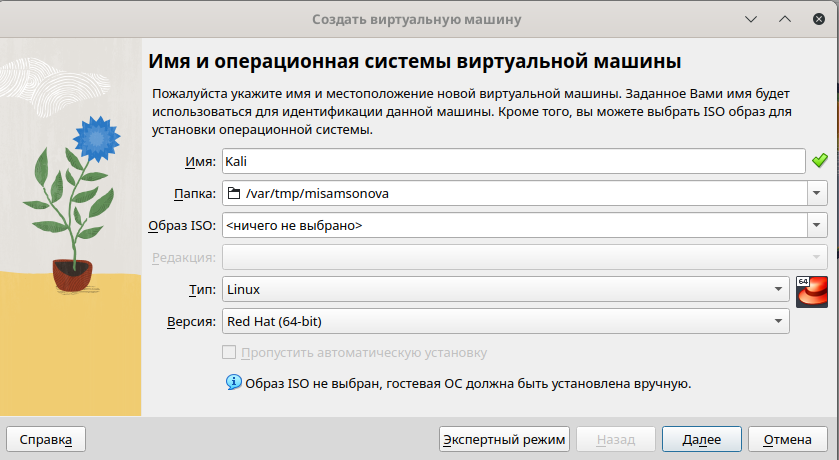 Создать виртуальную машину
Имя и операционная системы виртуальной машины
Пожалуйста укажите имя и местоположение новой виртуальной машины. Заданное Вами имя будет
использоваться для идентификации данной машины. Кроме того, вы можете выбрать ISO образ для
установки операционной системы.
Имя: Kali
Папка: /var/tmp/misamsonova
Образ ISO: <ничего не выбрано>
Редакция:
Тип: Linux
64
Версия: Red Hat (64-bit)
Пропустить автоматическую установку
Образ ISO не выбран, гостевая ОС должна быть установлена вручную.
Справка Экспертный режим Назад Далее Отмена